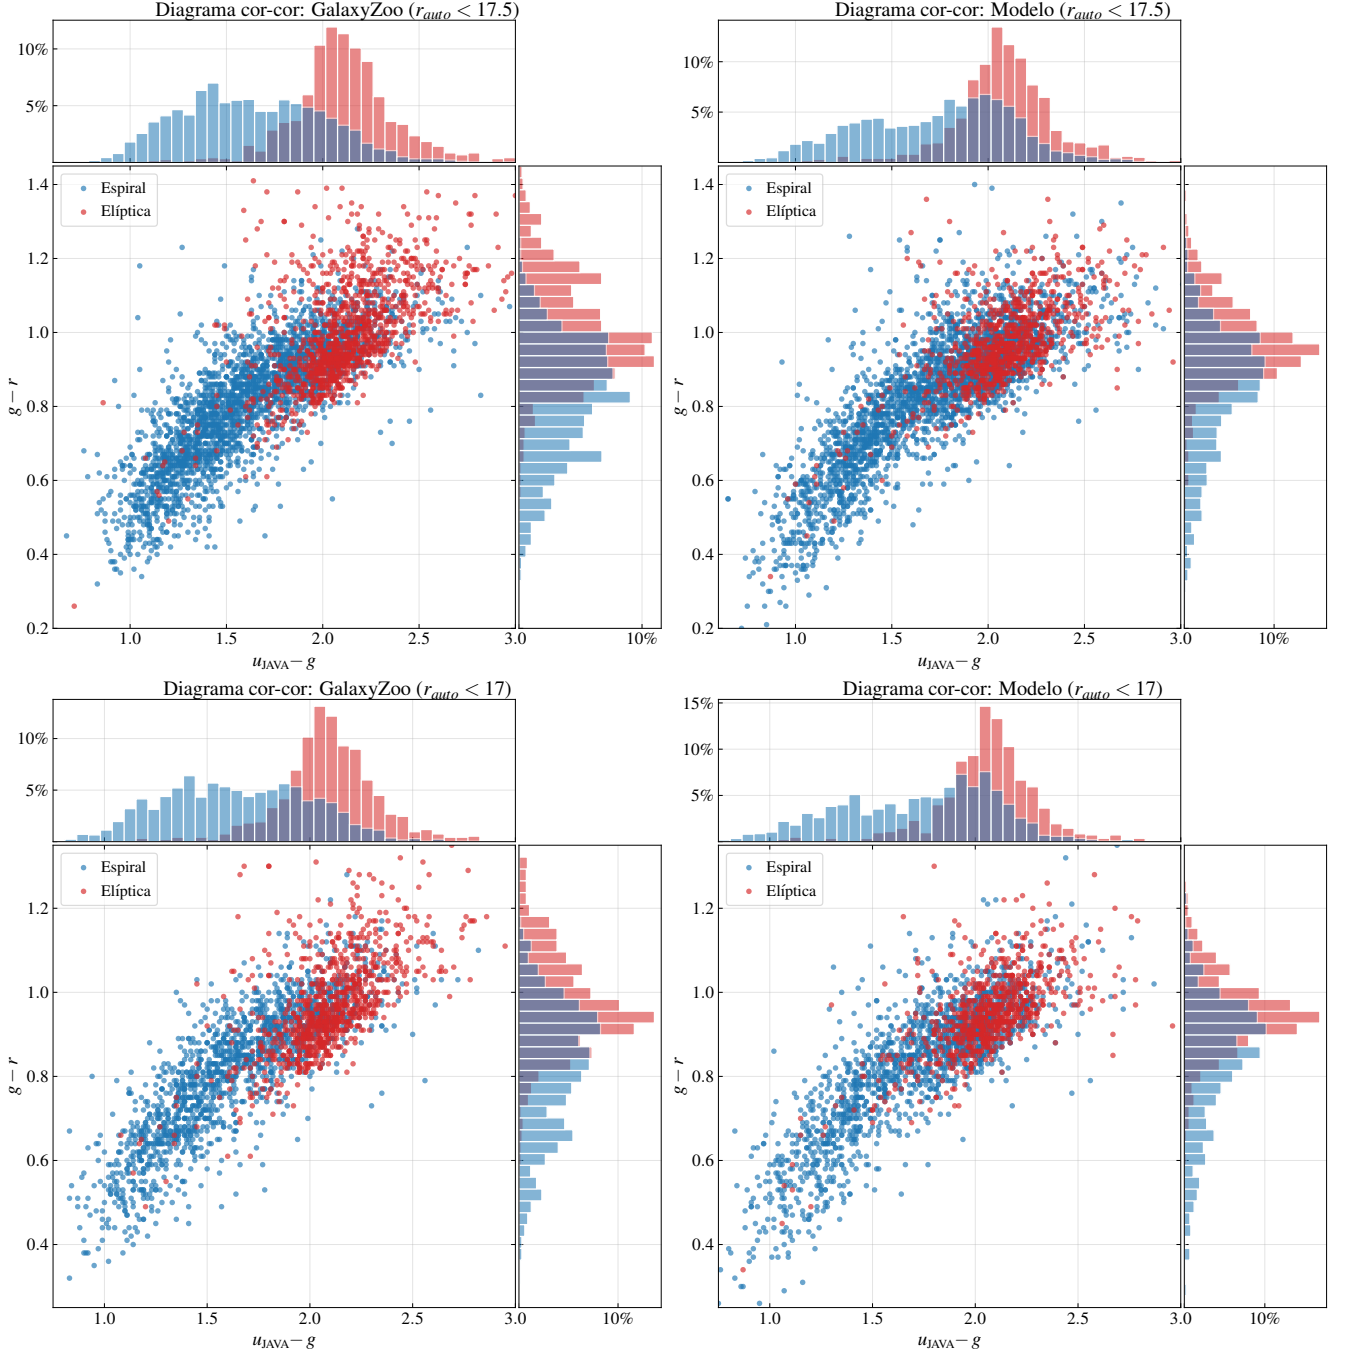 Diagrama cor-cor: GalaxyZoo (r_auto < 17.5)
10%
5%
Espiral
Elíptica
1.4
1.2
1.0
0.8
0.6
0.4
0.2
g − r
1.0 1.5 2.0 2.5 3.0
10%
u_JAVA − g
Diagrama cor-cor: Modelo (r_auto < 17.5)
10%
5%
Espiral
Elíptica
1.4
1.2
1.0
0.8
0.6
0.4
0.2
g − r
1.0 1.5 2.0 2.5 3.0
10%
u_JAVA − g
Diagrama cor-cor: GalaxyZoo (r_auto < 17)
10%
5%
Espiral
Elíptica
1.2
1.0
0.8
0.6
0.4
g − r
1.0 1.5 2.0 2.5 3.0
10%
u_JAVA − g
Diagrama cor-cor: Modelo (r_auto < 17)
15%
10%
5%
Espiral
Elíptica
1.2
1.0
0.8
0.6
0.4
g − r
1.0 1.5 2.0 2.5 3.0
10%
u_JAVA − g